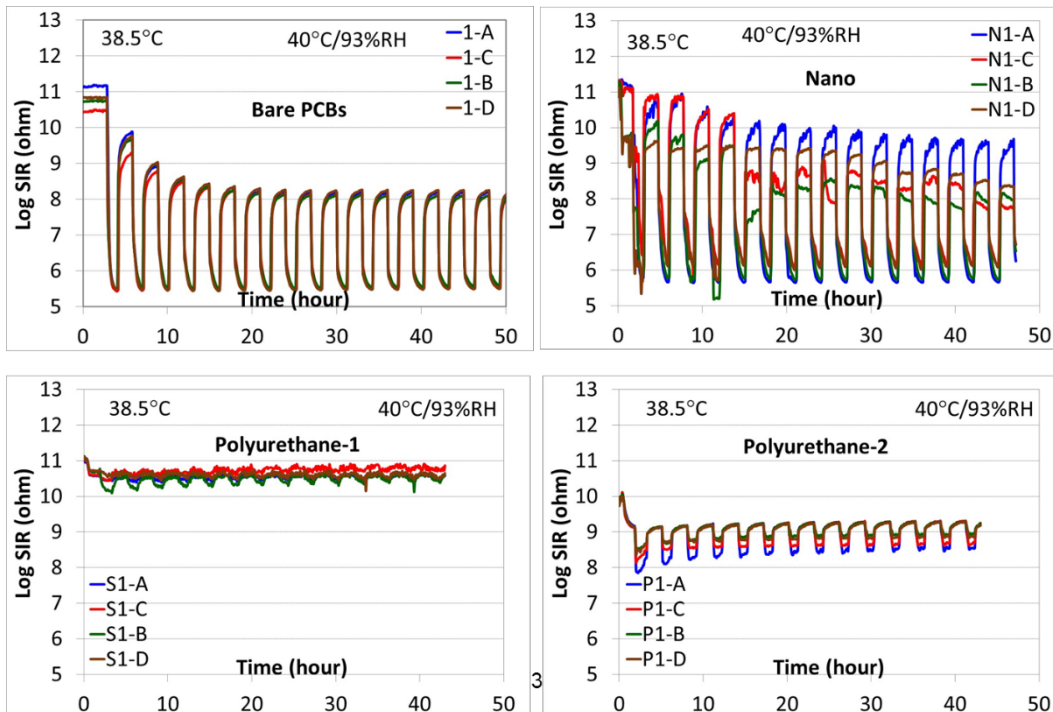 13
12
11
10
9
8
7
6
5
Log SIR (ohm)
38.5°C
40°C/93%RH
1-A
1-C
1-B
1-D
Bare PCBs
Time (hour)
0 10 20 30 40 50
13
12
11
10
9
8
7
6
5
Log SIR (ohm)
38.5°C
40°C/93%RH
N1-A
N1-C
N1-B
N1-D
Nano
Time (hour)
0 10 20 30 40 50
13
12
11
10
9
8
7
6
5
Log SIR (ohm)
38.5°C
40°C/93%RH
Polyurethane-1
S1-A
S1-C
S1-B
S1-D
Time (hour)
0 10 20 30 40 50
3
13
12
11
10
9
8
7
6
5
Log SIR (ohm)
38.5°C
40°C/93%RH
Polyurethane-2
P1-A
P1-C
P1-B
P1-D
Time (hour)
0 10 20 30 40 50